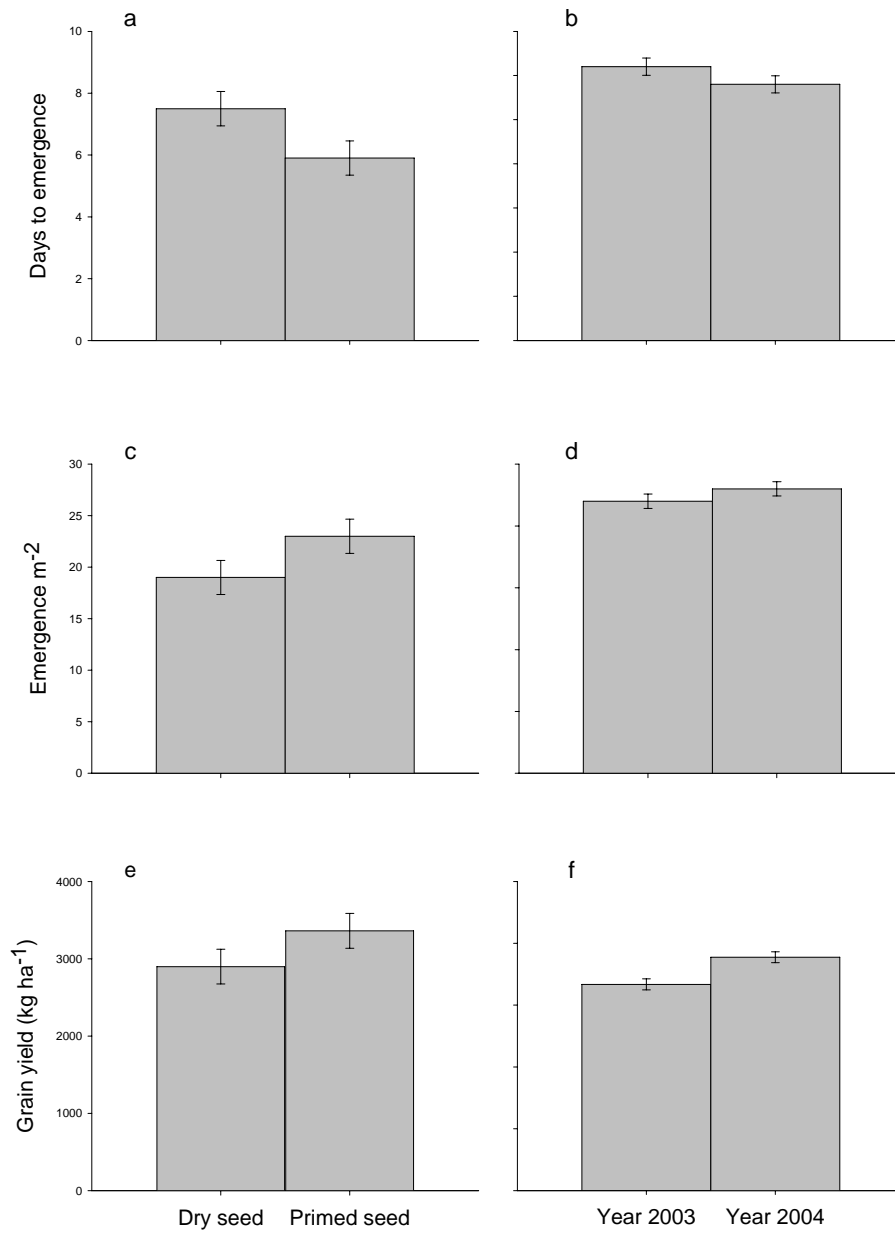 a
b
10
8
6
4
2
0
Days to emergence
c
d
30
25
20
15
10
5
0
Emergence m-2
e
f
4000
3000
2000
1000
0
Grain yield (kg ha-1)
Dry seed Primed seed
Year 2003 Year 2004